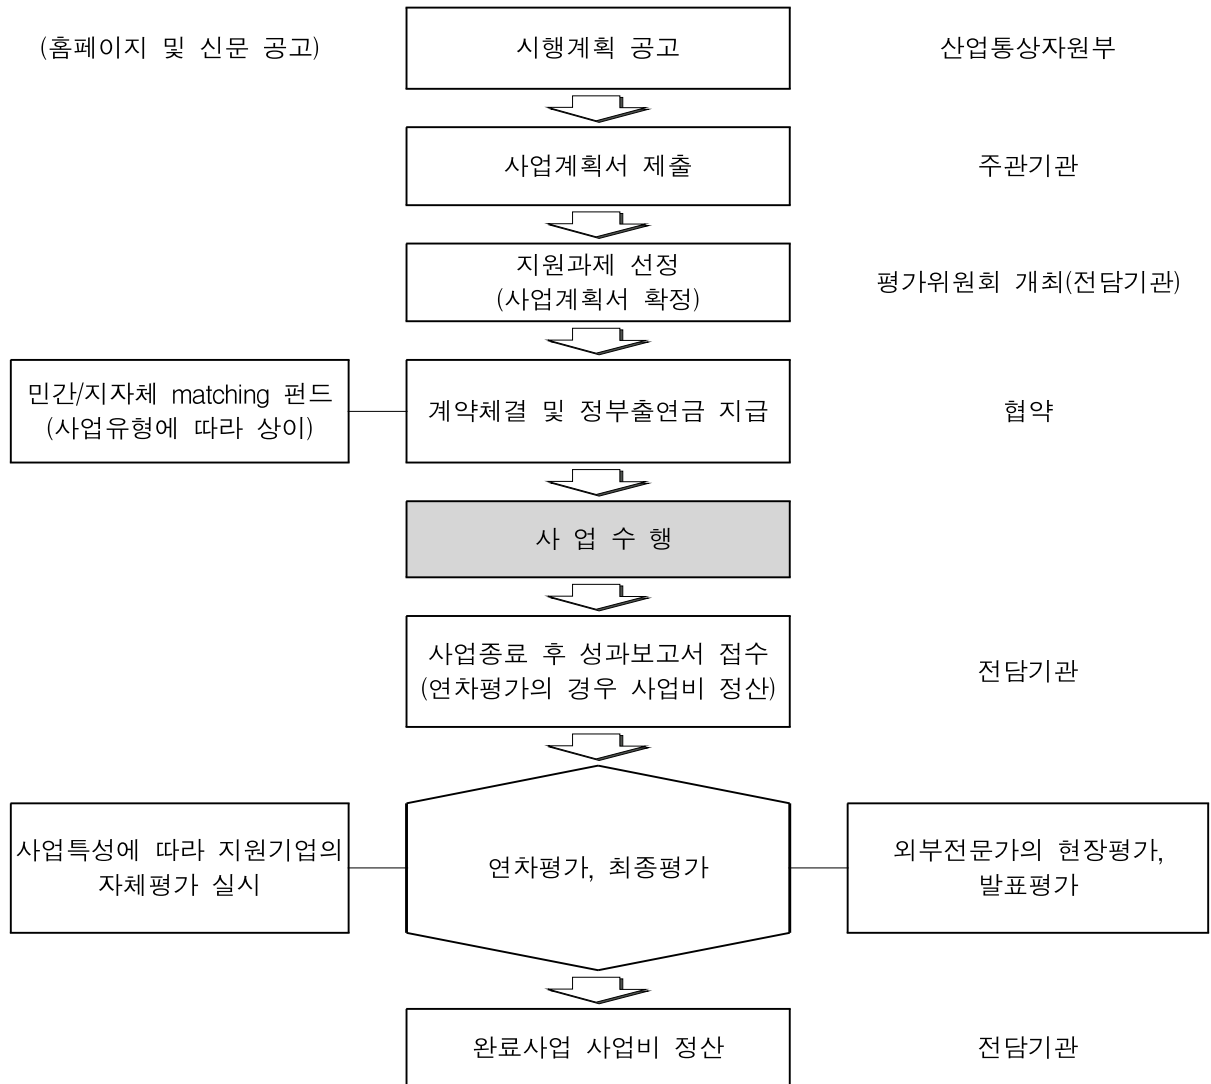 (홈페이지 및 신문 공고)
시행계획 공고
산업통상자원부
사업계획서 제출
주관기관
지원과제 선정
(사업계획서 확정)
평가위원회 개최(전담기관)
민간/지자체 matching 펀드
(사업유형에 따라 상이)
계약체결 및 정부출연금 지급
협약
사 업 수 행
사업종료 후 성과보고서 접수
(연차평가의 경우 사업비 정산)
전담기관
사업특성에 따라 지원기업의
자체평가 실시
연차평가, 최종평가
외부전문가의 현장평가,
발표평가
완료사업 사업비 정산
전담기관